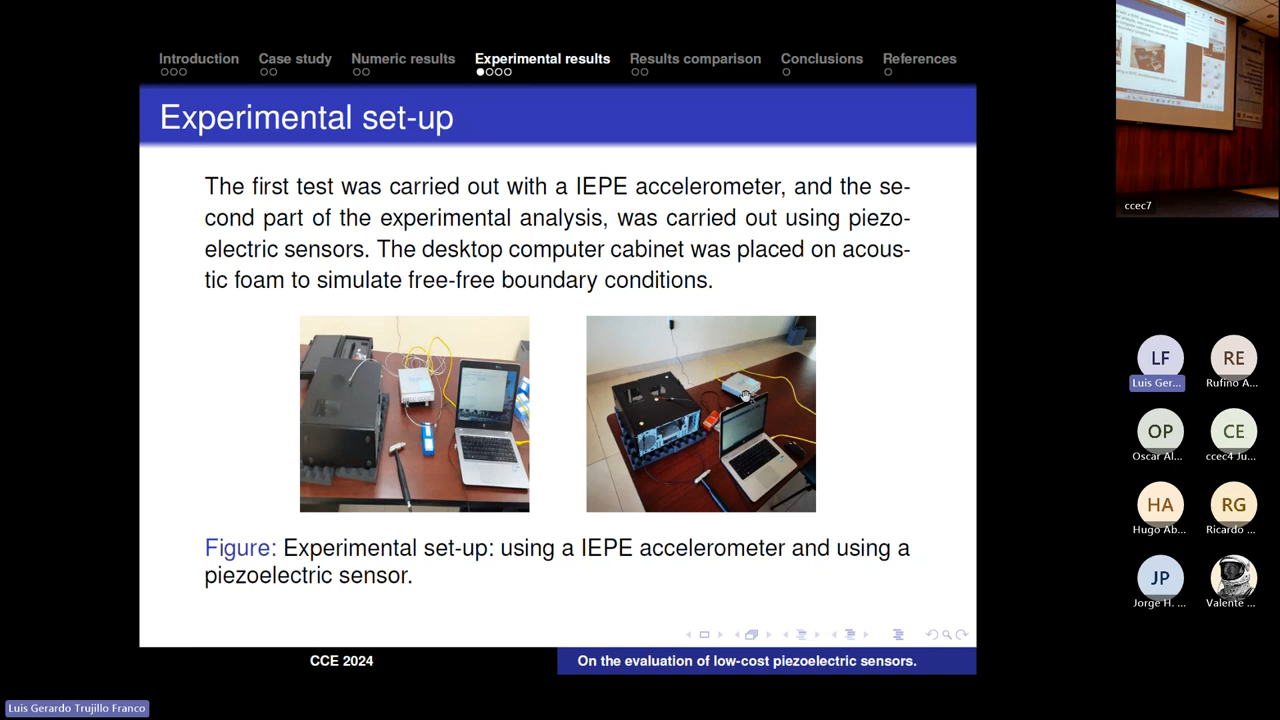 Introduction
Case study
Numeric results
Experimental results
Results comparison
Conclusions
References
Experimental set-up
The first test was carried out with a IEPE accelerometer, and the se-
cond part of the experimental analysis, was carried out using piezo-
electric sensors. The desktop computer cabinet was placed on acous-
tic foam to simulate free-free boundary conditions.
Figure: Experimental set-up: using a IEPE accelerometer and using a
piezoelectric sensor.
CCE 2024
On the evaluation of low-cost piezoelectric sensors.
Luis Gerardo Trujillo Franco
ccec7
LF
RE
Luis Ger...
Rufino A...
OP
CE
Oscar Al...
ccec4 Ju...
HA
RG
Hugo Ab...
Ricardo ...
JP
Jorge H. ...
Valente ...